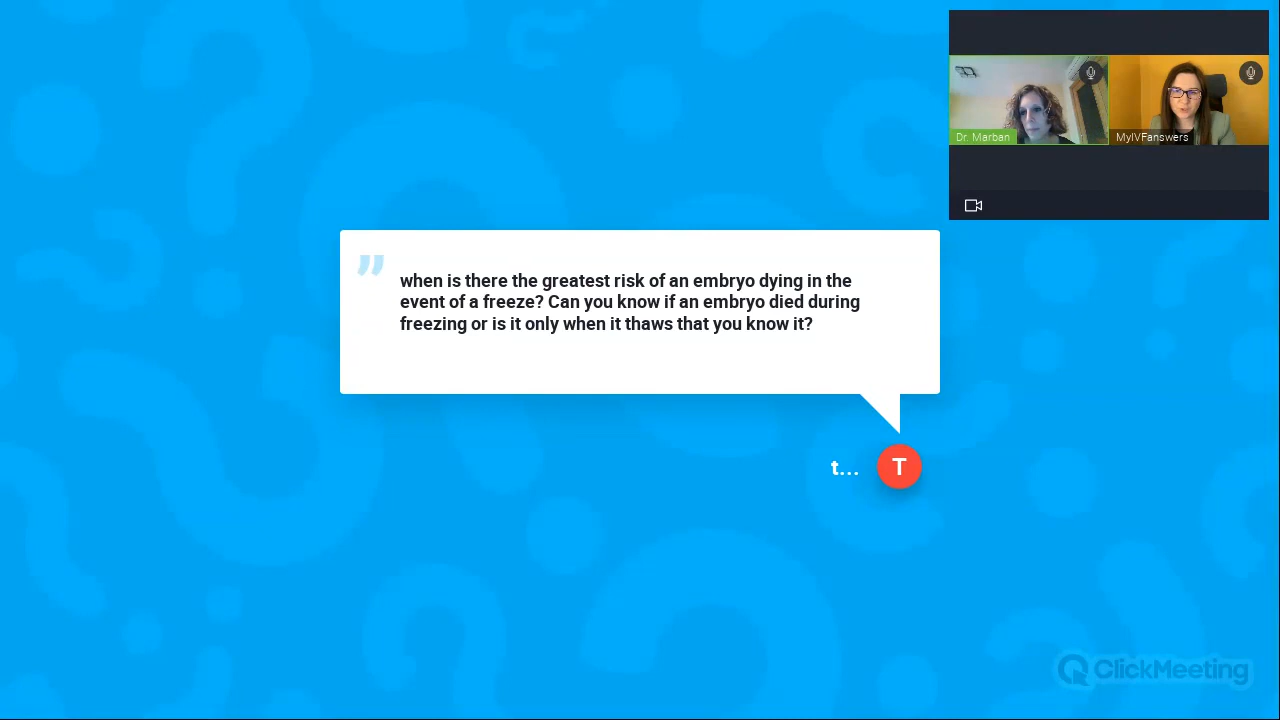 Dr. Marban
MyIVFanswers
”
when is there the greatest risk of an embryo dying in the
event of a freeze? Can you know if an embryo died during
freezing or is it only when it thaws that you know it?
t...
T
ClickMeeting